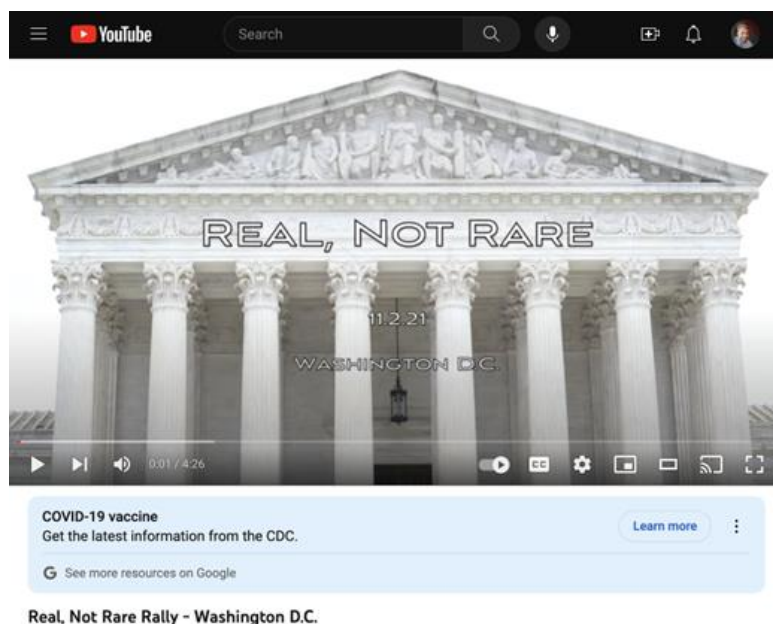 YouTube
Search
REAL, NOT RARE
11.2.21
WASHINGTON D.C.
0:01 / 4:26
CC
COVID-19 vaccine
Get the latest information from the CDC.
Learn more
G See more resources on Google
Real, Not Rare Rally - Washington D.C.